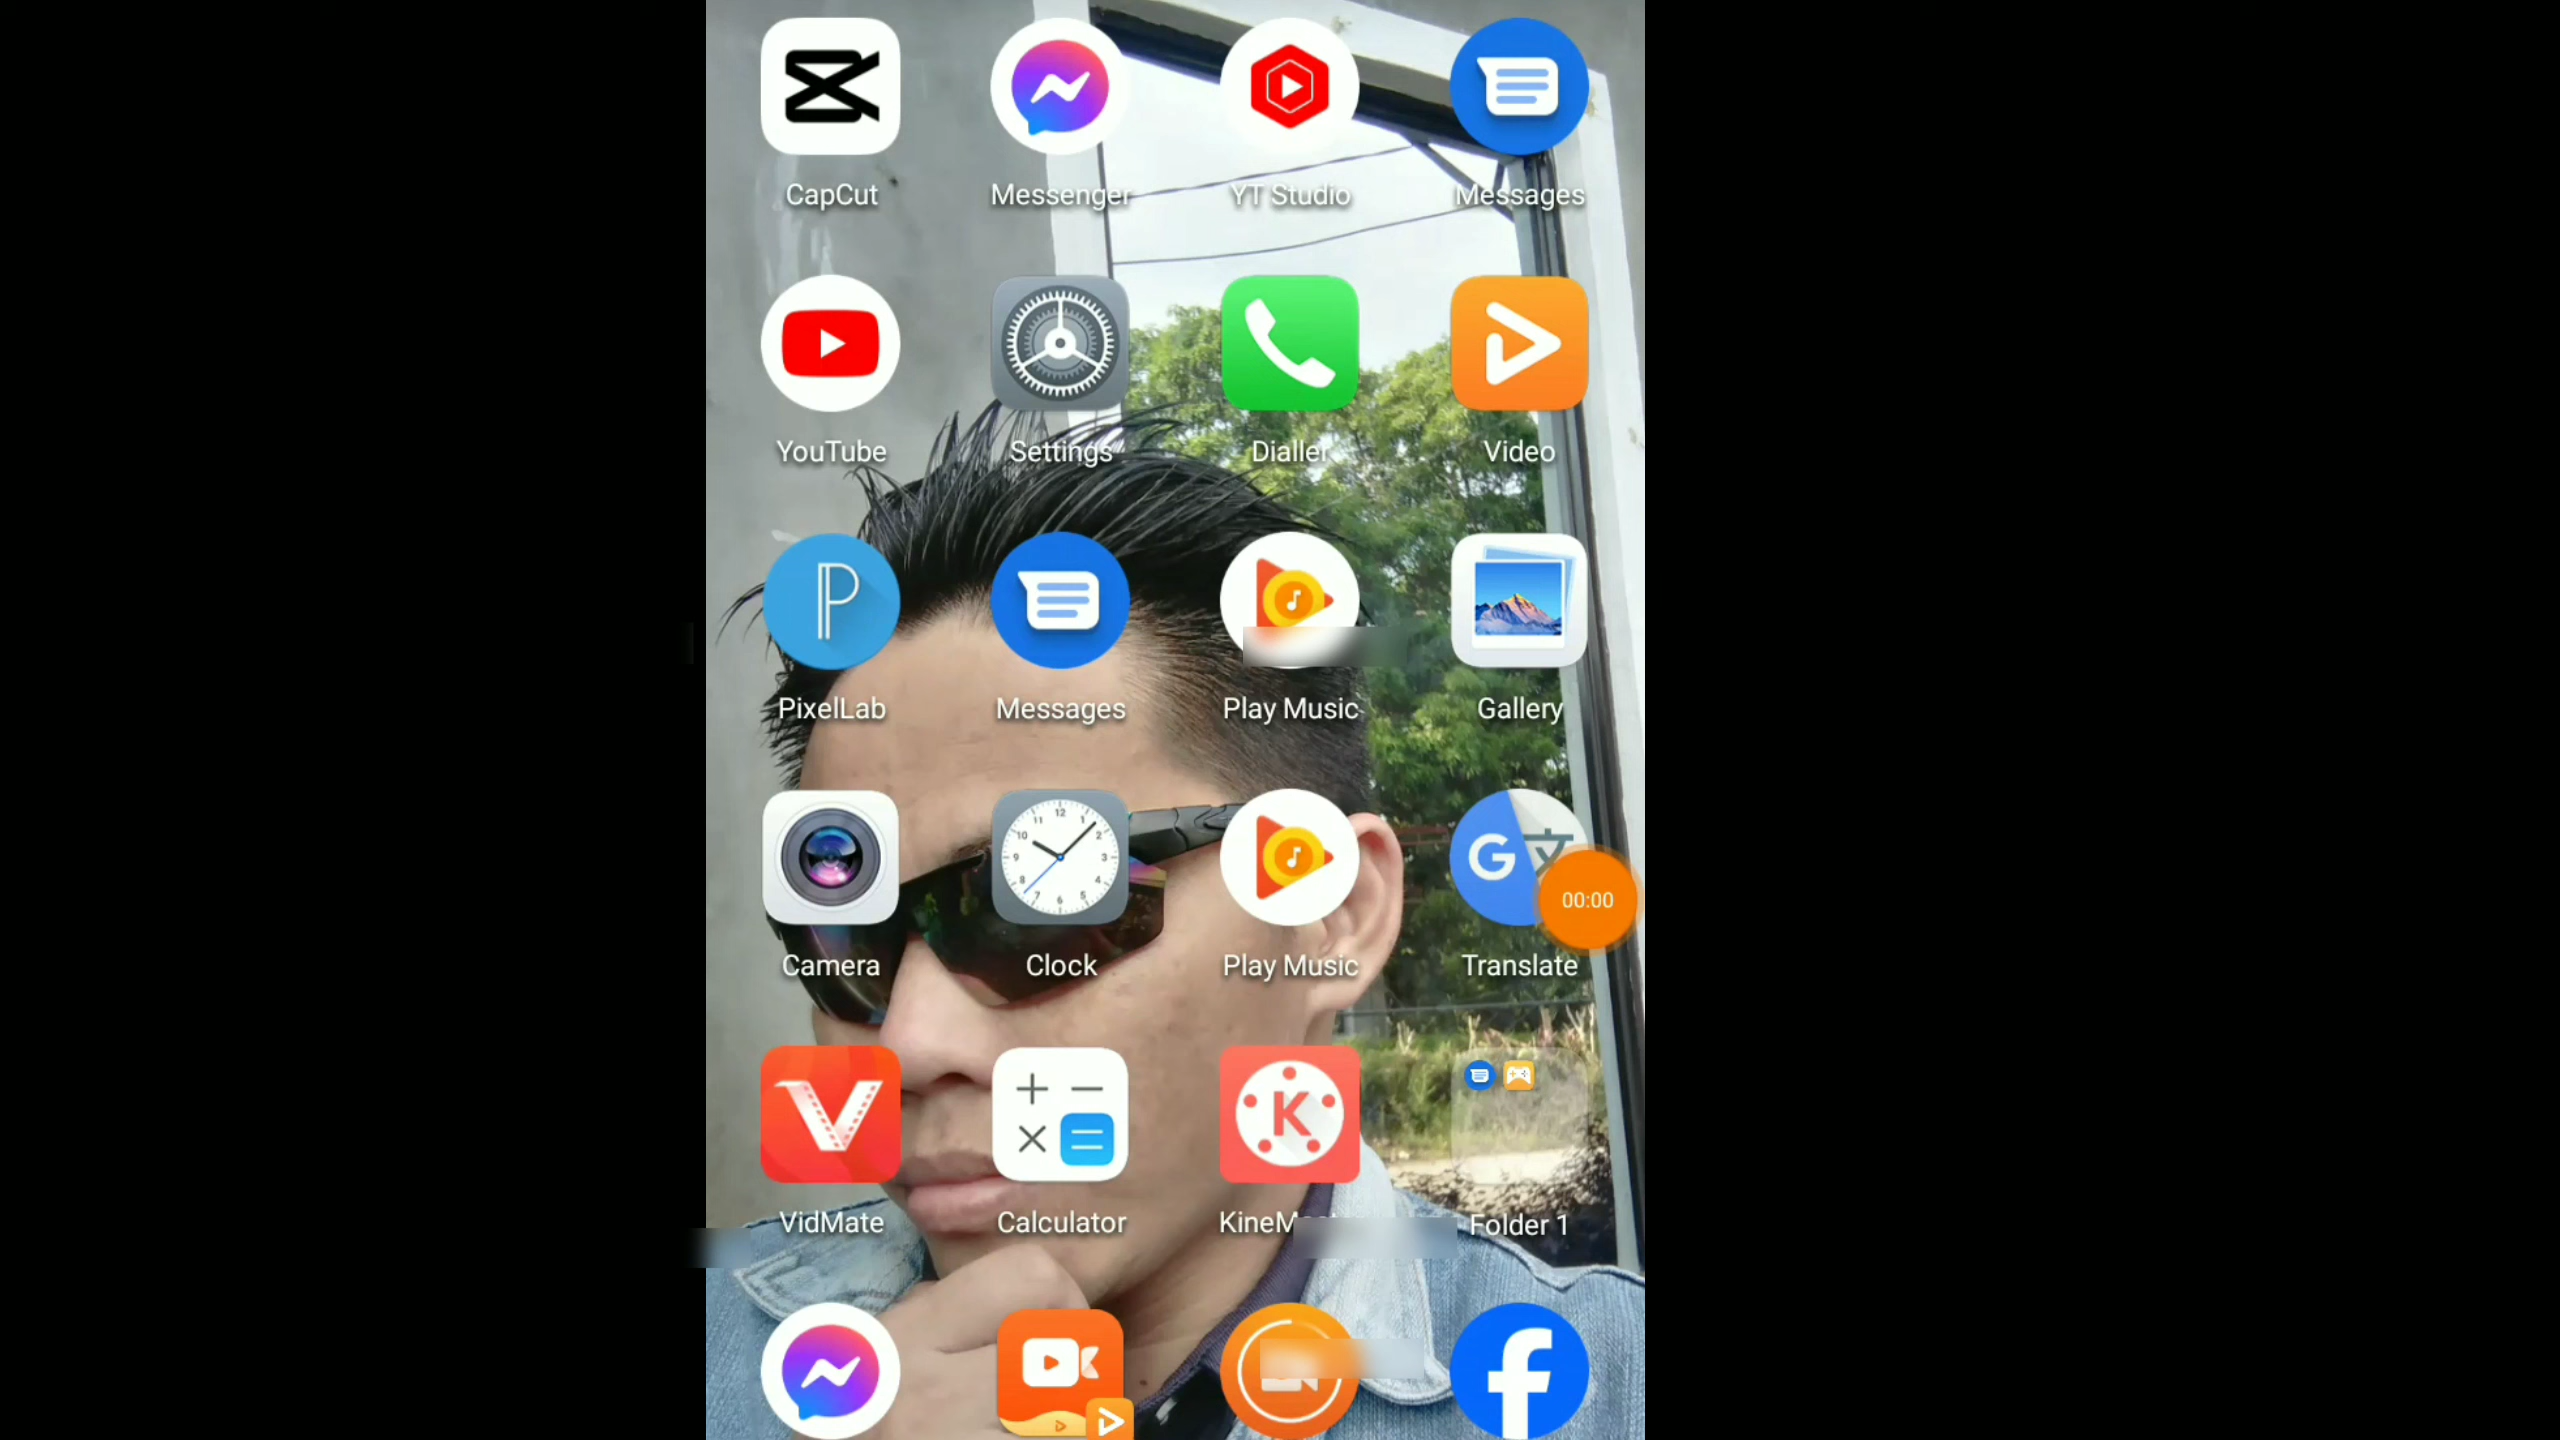 CapCut Messenger YT Studio Messages
YouTube Settings Dialler Video
PixelLab Messages Play Music Gallery
G 文
00:00
Camera Clock Play Music Translate
K
VidMate Calculator Folder 1